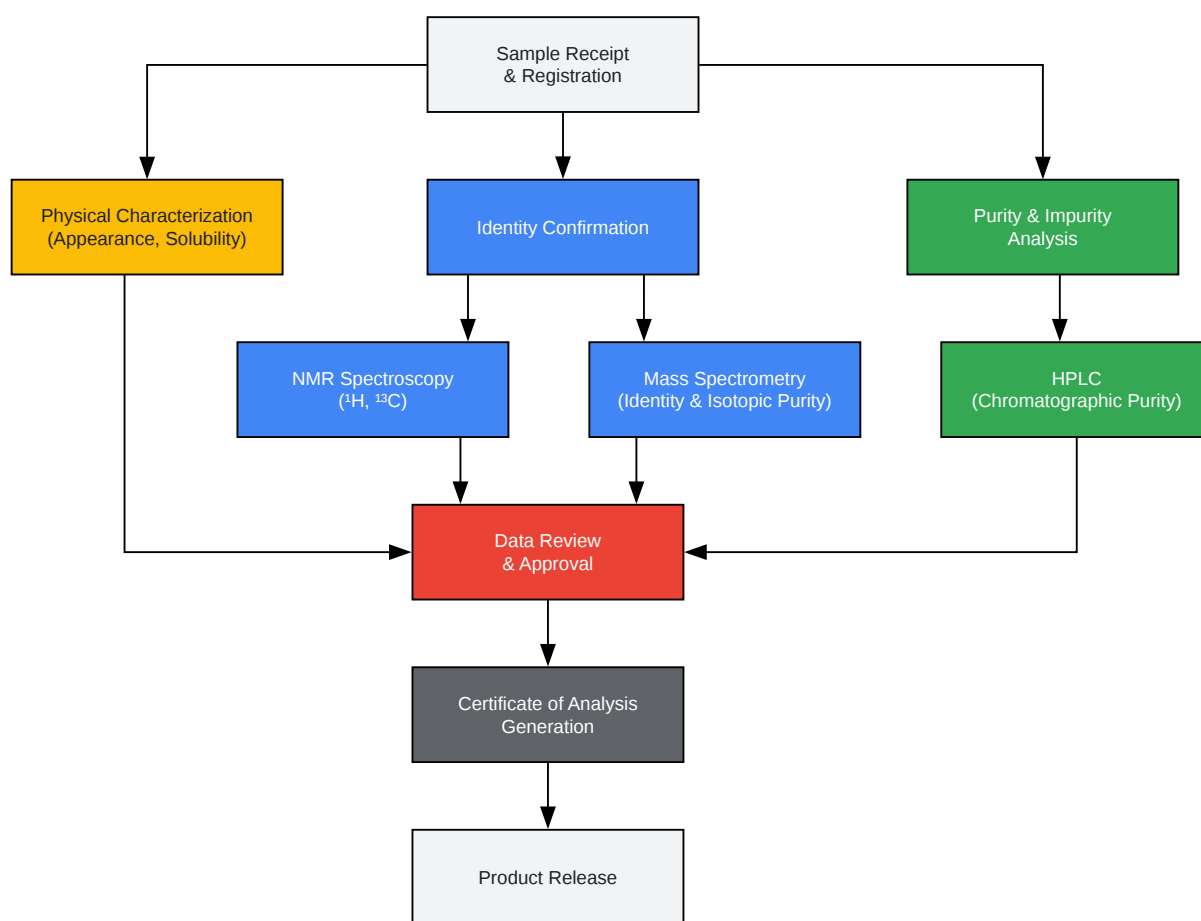 Sample Receipt
& Registration
Physical Characterization
(Appearance, Solubility)
Identity Confirmation
Purity & Impurity
Analysis
NMR Spectroscopy
(¹H, ¹³C)
Mass Spectrometry
(Identity & Isotopic Purity)
HPLC
(Chromatographic Purity)
Data Review
& Approval
Certificate of Analysis
Generation
Product Release